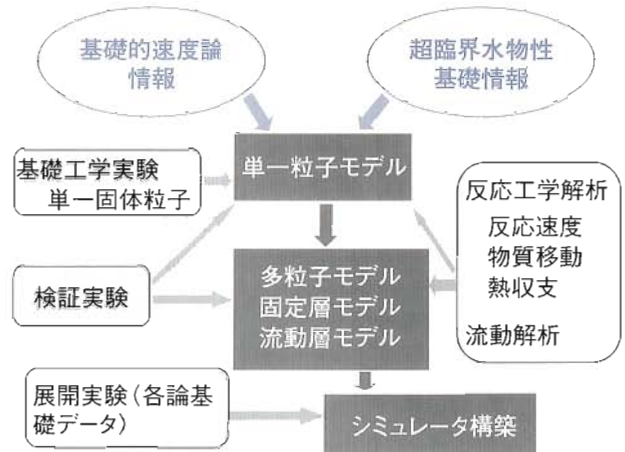 基礎的速度論
情報
超臨界水物性
基礎情報
単一粒子モデル
基礎工学実験
単一固体粒子
反応工学解析
反応速度
物質移動
熱収支
流動解析
検証実験
多粒子モデル
固定層モデル
流動層モデル
展開実験(各論基
礎データ)
シミュレータ構築